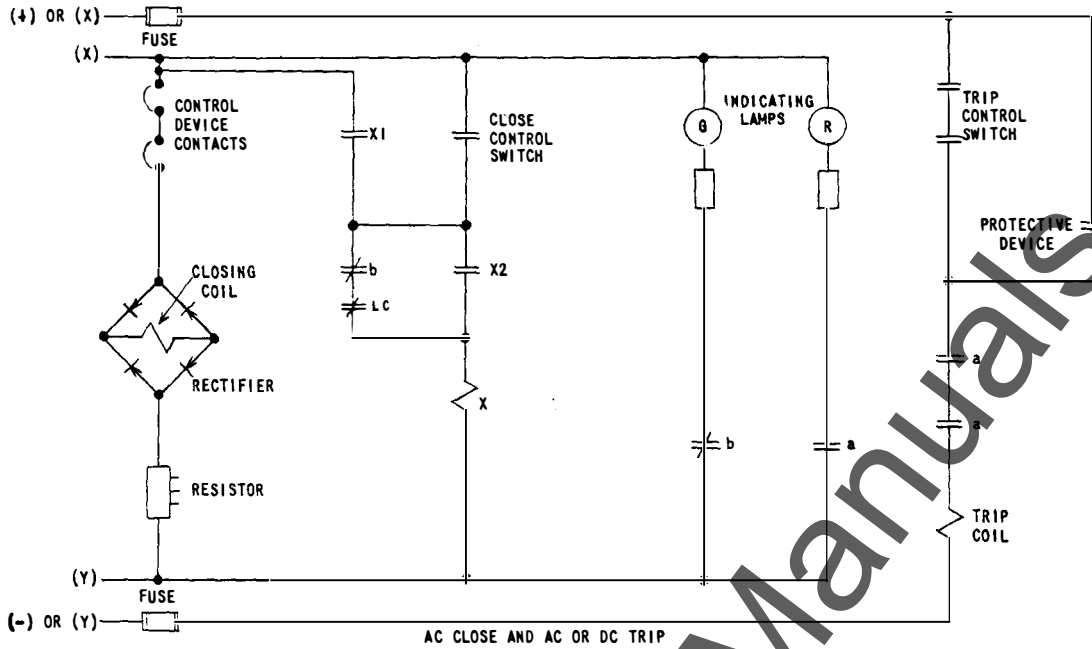 (+) OR (X)
FUSE
(X)
CONTROL
DEVICE
CONTACTS
X1
CLOSE
CONTROL
SWITCH
G
INDICATING
LAMPS
R
TRIP
CONTROL
SWITCH
PROTECTIVE
DEVICE
CLOSING
COIL
b
X2
LC
RECTIFIER
X
a
a
b
a
RESISTOR
TRIP
COIL
(Y)
FUSE
(-) OR (Y)
AC CLOSE AND AC OR DC TRIP
Manuals